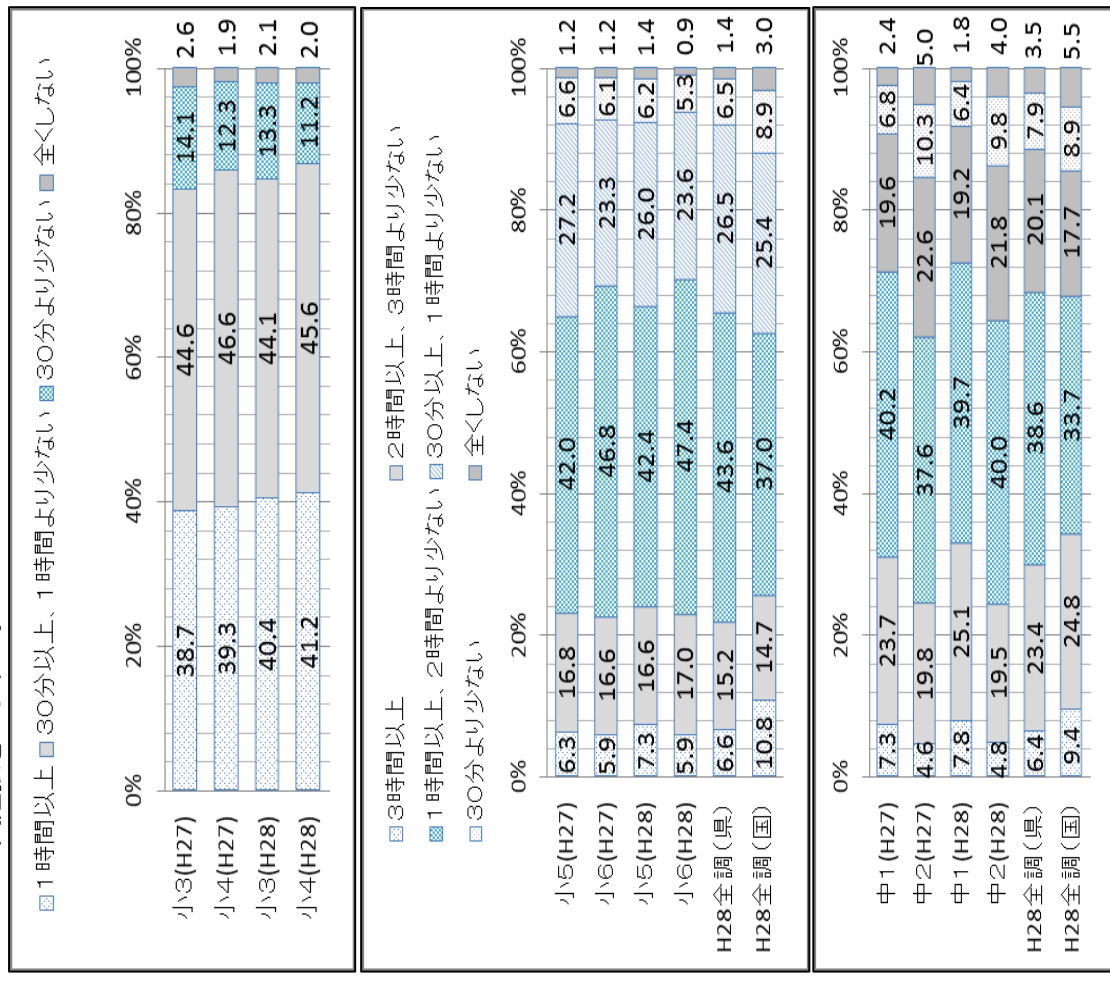 ■１時間以上 ■３０分以上、１時間より少ない ■３０分より少ない ■全くしない
0% 20% 40% 60% 80% 100%
小３(H27) 38.7 44.6 14.1 2.6
小４(H27) 39.3 46.6 12.3 1.9
小３(H28) 40.4 44.1 13.3 2.1
小４(H28) 41.2 45.6 11.2 2.0
３時間以上 ２時間以上、３時間より少ない
１時間以上、２時間より少ない ３０分以上、１時間より少ない
３０分より少ない 全くしない
0% 20% 40% 60% 80% 100%
小５(H27) 6.3 16.8 42.0 27.2 6.6 1.2
小６(H27) 5.9 16.6 46.8 23.3 6.1 1.2
小５(H28) 7.3 16.6 42.4 26.0 6.2 1.4
小６(H28) 5.9 17.0 47.4 23.6 5.3 0.9
H28全調(県) 6.6 15.2 43.6 26.5 6.5 1.4
H28全調(国) 10.8 14.7 37.0 25.4 8.9 3.0
0% 20% 40% 60% 80% 100%
中１(H27) 7.3 23.7 40.2 19.6 6.8 2.4
中２(H27) 4.6 19.8 37.6 22.6 10.3 5.0
中１(H28) 7.8 25.1 39.7 19.2 6.4 1.8
中２(H28) 4.8 19.5 40.0 21.8 9.8 4.0
H28全調(県) 6.4 23.4 38.6 20.1 7.9 3.5
H28全調(国) 9.4 24.8 33.7 17.7 8.9 5.5